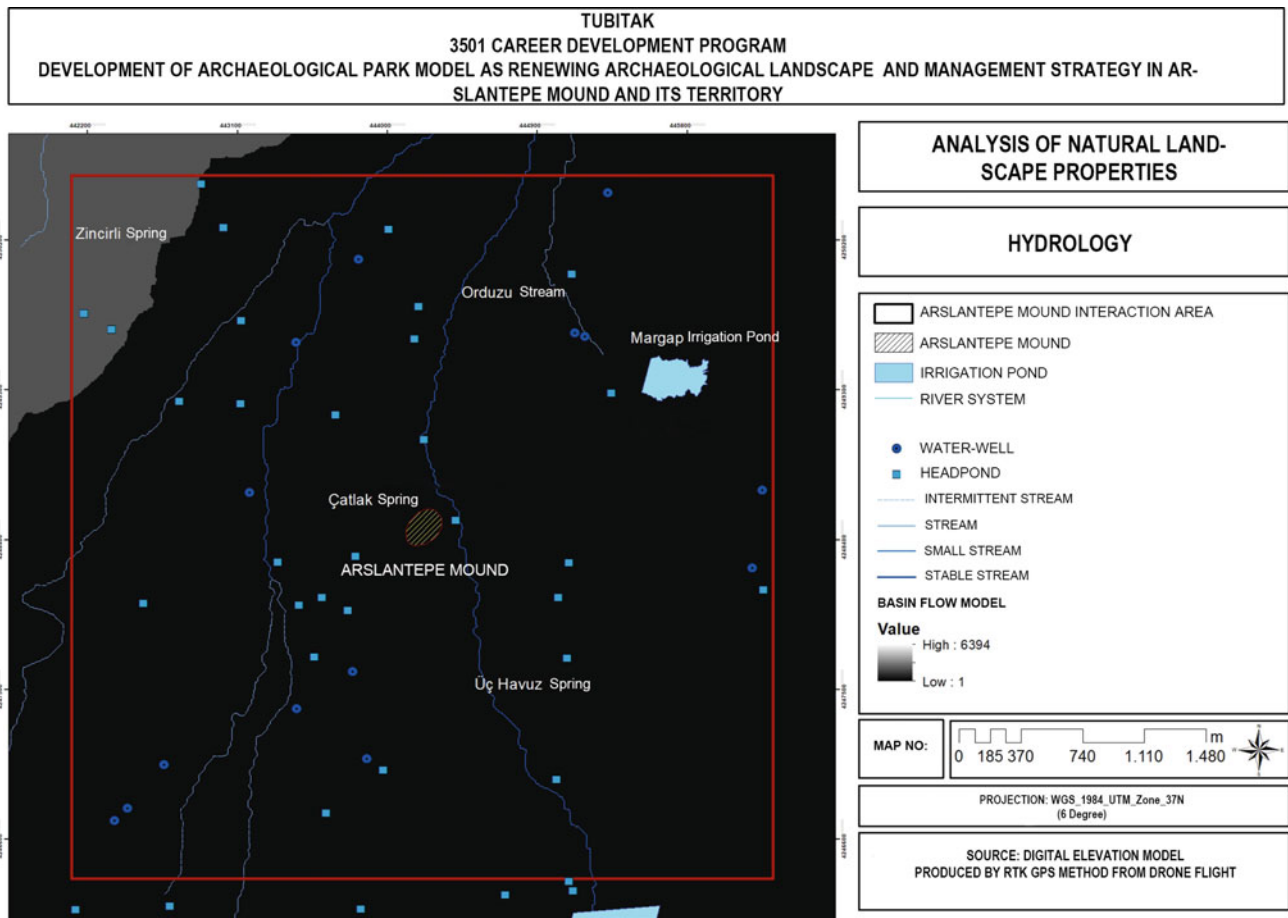 TUBITAK
3501 CAREER DEVELOPMENT PROGRAM
DEVELOPMENT OF ARCHAEOLOGICAL PARK MODEL AS RENEWING ARCHAEOLOGICAL LANDSCAPE AND MANAGEMENT STRATEGY IN AR-
SLANTEPE MOUND AND ITS TERRITORY
442200 443100 444000 444900 445800
Zincirli Spring
Orduzu Stream
Margap Irrigation Pond
Çatlak Spring
ARSLANTEPE MOUND
Üç Havuz Spring
4250200
4249300
4248400
4247500
4246600
ANALYSIS OF NATURAL LAND-
SCAPE PROPERTIES
HYDROLOGY
ARSLANTEPE MOUND INTERACTION AREA
ARSLANTEPE MOUND
IRRIGATION POND
RIVER SYSTEM
WATER-WELL
HEADPOND
INTERMITTENT STREAM
STREAM
SMALL STREAM
STABLE STREAM
BASIN FLOW MODEL
Value
High : 6394
Low : 1
MAP NO:
m
0 185 370 740 1.110 1.480
PROJECTION: WGS_1984_UTM_Zone_37N
(6 Degree)
SOURCE: DIGITAL ELEVATION MODEL
PRODUCED BY RTK GPS METHOD FROM DRONE FLIGHT